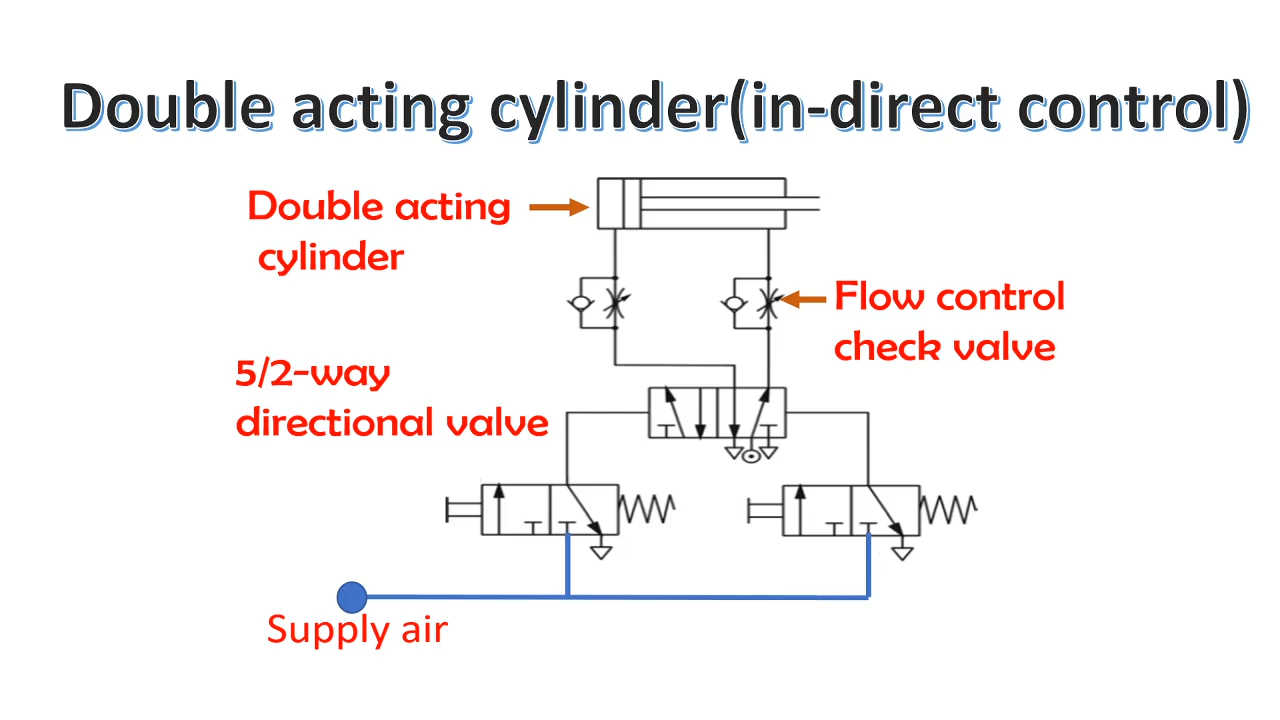 Double acting cylinder(in-direct control)
Double acting
cylinder
Flow control
check valve
5/2-way
directional valve
Supply air